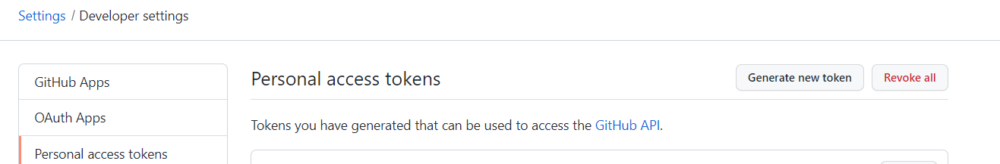 Settings / Developer settings
GitHub Apps
OAuth Apps
Personal access tokens
Personal access tokens
Generate new token
Revoke all
Tokens you have generated that can be used to access the GitHub API.